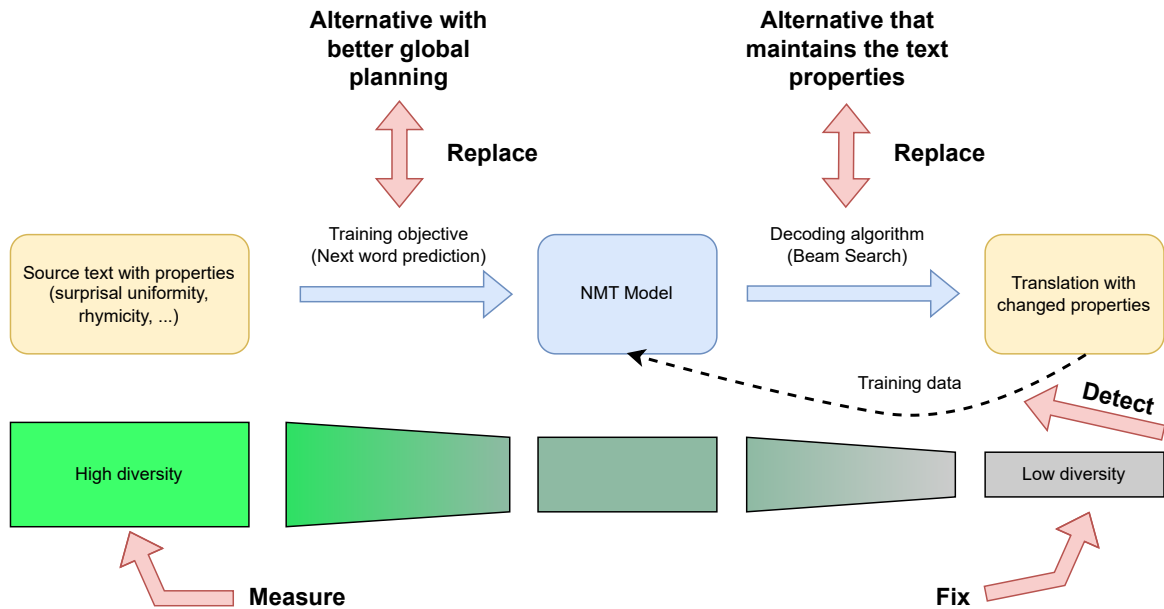 Alternative with
better global
planning
Alternative that
maintains the text
properties
Replace
Replace
Source text with properties
(surprisal uniformity,
rhymicity, ...)
Training objective
(Next word prediction)
NMT Model
Decoding algorithm
(Beam Search)
Translation with
changed properties
Training data
Detect
High diversity
Low diversity
Measure
Fix